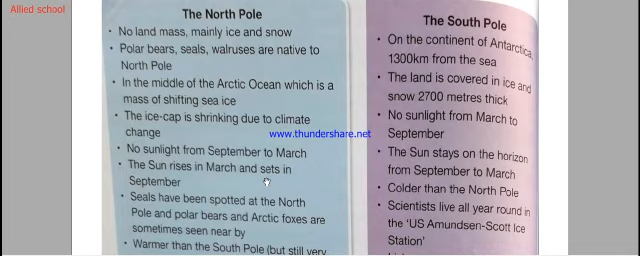 Allied school
The North Pole
• No land mass, mainly ice and snow
• Polar bears, seals, walruses are native to
North Pole
• In the middle of the Arctic Ocean which is a
mass of shifting sea ice
• The ice-cap is shrinking due to climate
change
• No sunlight from September to March
• The Sun rises in March and sets in
September
• Seals have been spotted at the North
Pole and polar bears and Arctic foxes are
sometimes seen near by
• Warmer than the South Pole (but still very
www.thundershare.net
The South Pole
• On the continent of Antarctica,
1300km from the sea
• The land is covered in ice and
snow 2700 metres thick
• No sunlight from March to
September
• The Sun stays on the horizon
from September to March
• Colder than the North Pole
• Scientists live all year round in
the 'US Amundsen-Scott Ice
Station'